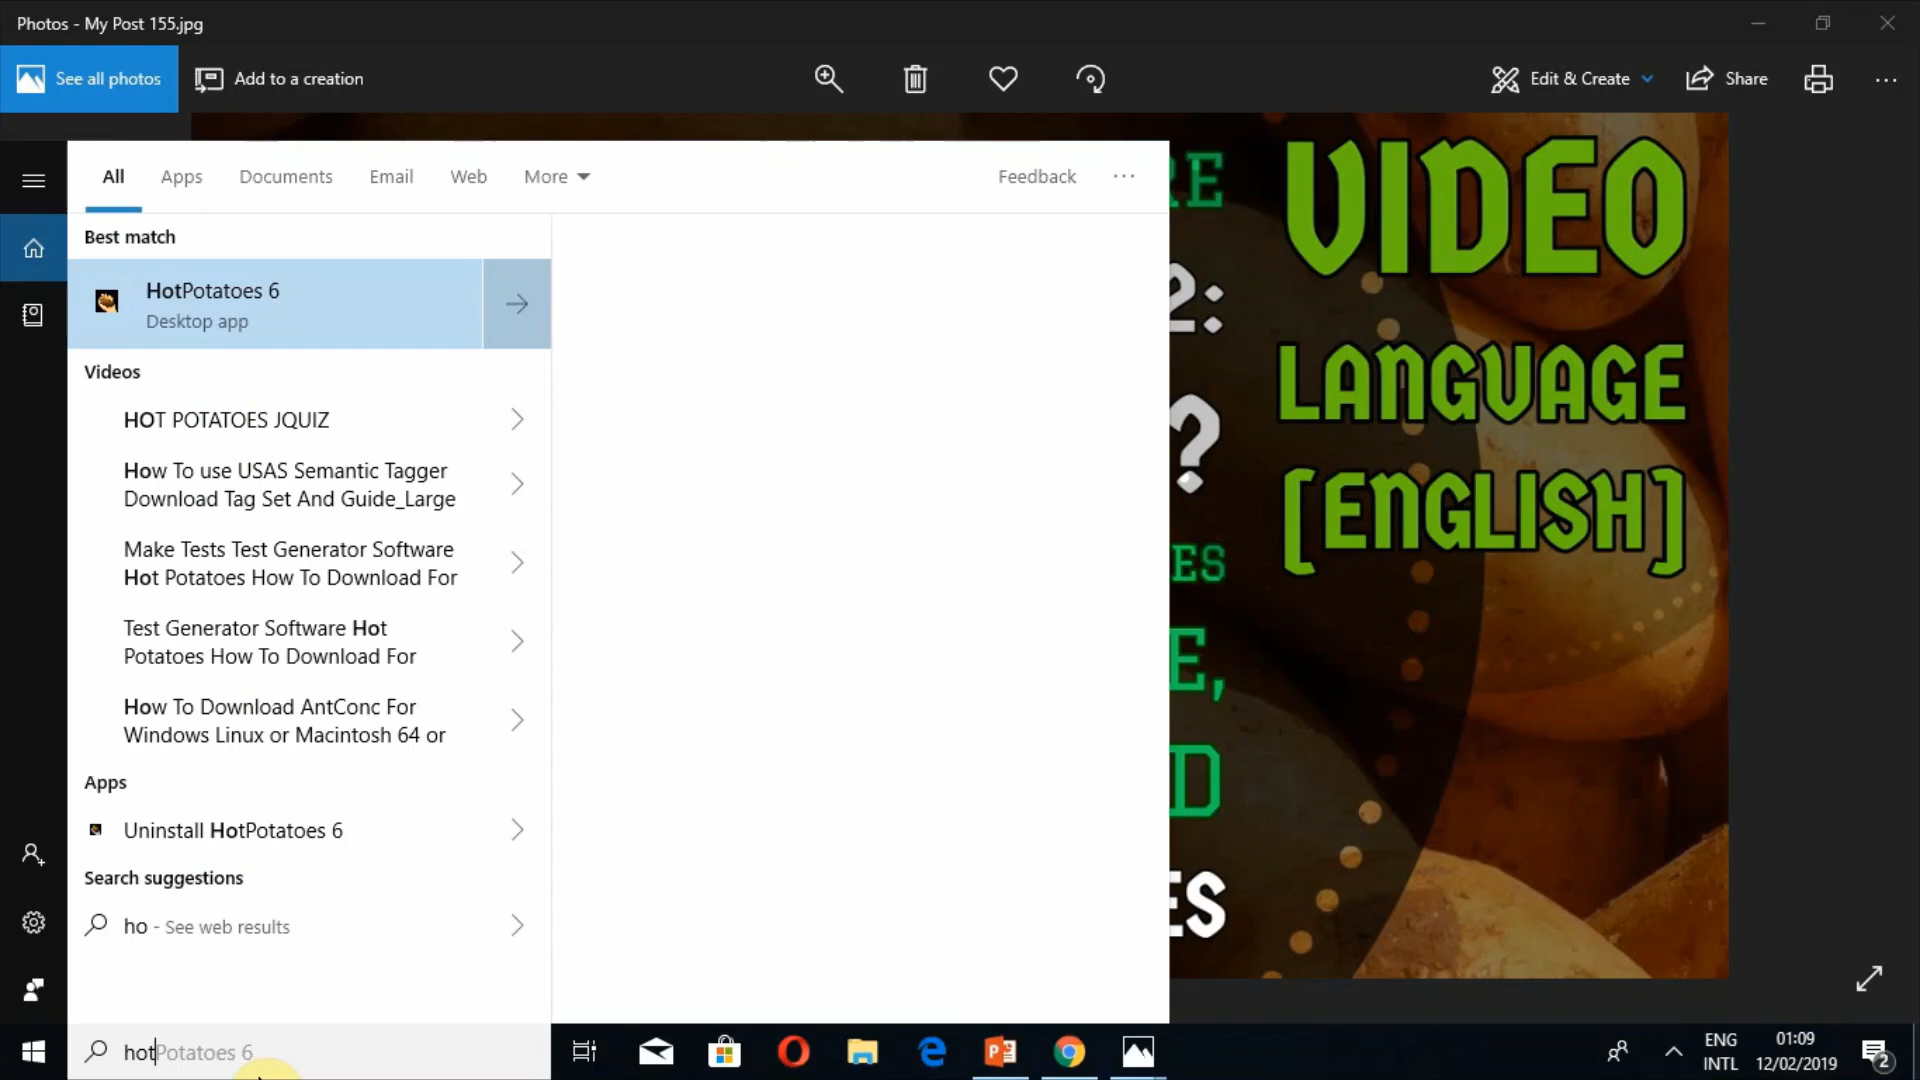 Photos - My Post 155.jpg
See all photos
Add to a creation
Edit & Create
Share
All
Apps
Documents
Email
Web
More
Feedback
Best match
HotPotatoes 6
Desktop app
Videos
HOT POTATOES JQUIZ
How To use USAS Semantic Tagger
Download Tag Set And Guide_Large
Make Tests Test Generator Software
Hot Potatoes How To Download For
Test Generator Software Hot
Potatoes How To Download For
How To Download AntConc For
Windows Linux or Macintosh 64 or
Apps
Uninstall HotPotatoes 6
Search suggestions
ho - See web results
hotPotatoes 6
RE
2:
?
ES
E,
D
ES
VIDEO
LANGUAGE
[ENGLISH]
ENG
INTL
01:09
12/02/2019
2